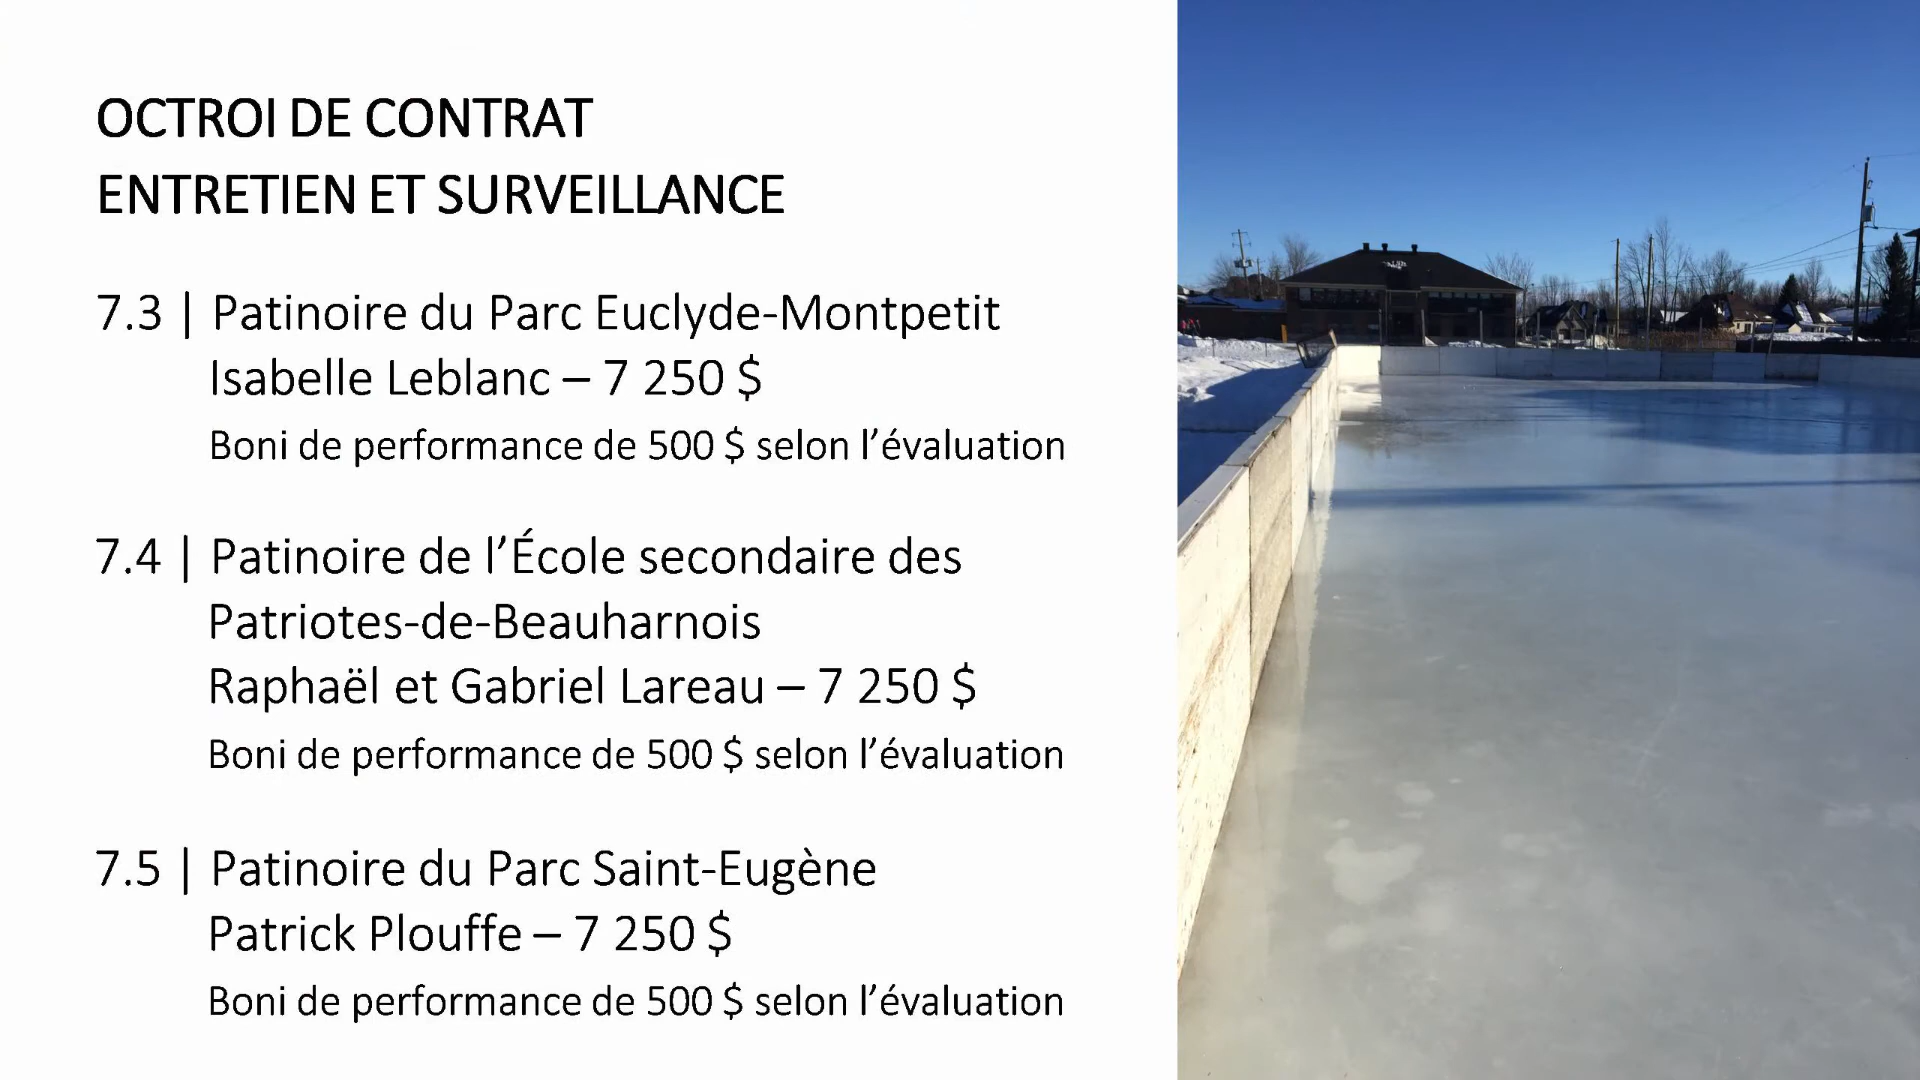 OCTROI DE CONTRAT
ENTRETIEN ET SURVEILLANCE
7.3 | Patinoire du Parc Euclyde-Montpetit
Isabelle Leblanc – 7 250 $
Boni de performance de 500 $ selon l’évaluation
7.4 | Patinoire de l’École secondaire des
Patriotes-de-Beauharnois
Raphaël et Gabriel Lareau – 7 250 $
Boni de performance de 500 $ selon l’évaluation
7.5 | Patinoire du Parc Saint-Eugène
Patrick Plouffe – 7 250 $
Boni de performance de 500 $ selon l’évaluation